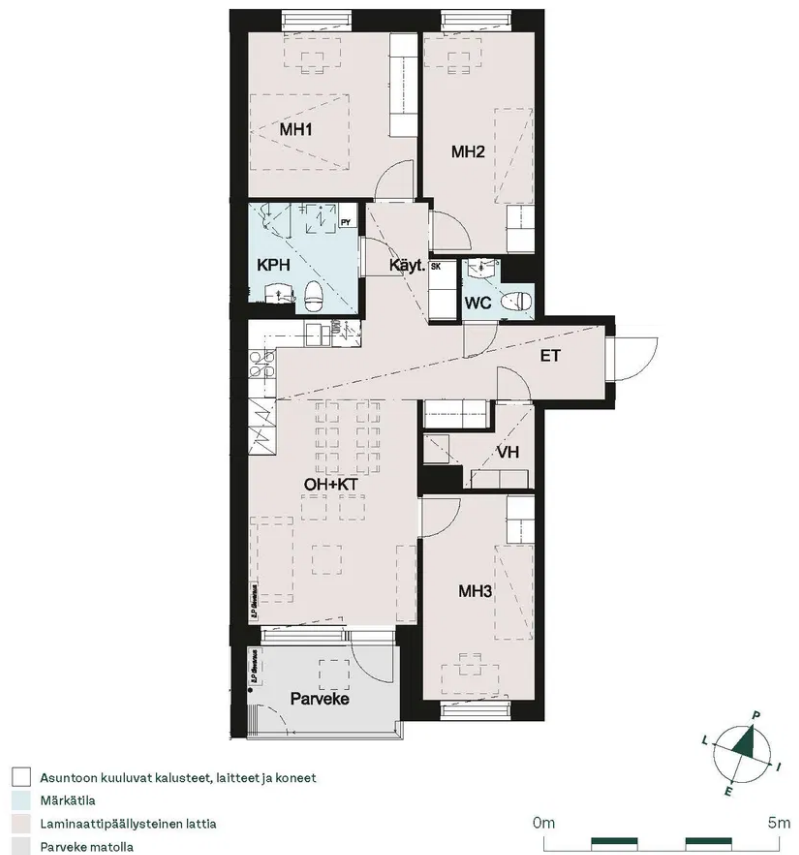 MH1
MH2
KPH
PY
Käyt.
SK
WC
ET
VH
OH+KT
MH3
Parveke
P
L
I
E
Asuntoon kuuluvat kalusteet, laitteet ja koneet
Märkätila
Laminaattipäällysteinen lattia
Parveke matolla
0m
5m